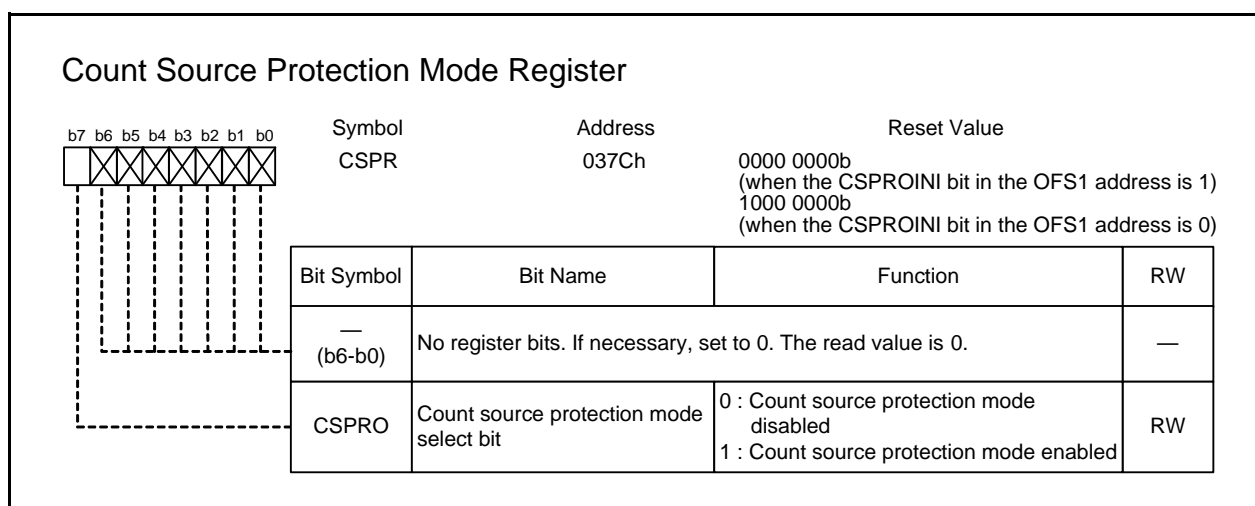 Count Source Protection Mode Register
b7 b6 b5 b4 b3 b2 b1 b0
Symbol Address Reset Value
CSPR 037Ch 0000 0000b
(when the CSPROINI bit in the OFS1 address is 1)
1000 0000b
(when the CSPROINI bit in the OFS1 address is 0)
Bit Symbol Bit Name Function RW
—
(b6-b0)
No register bits. If necessary, set to 0. The read value is 0.
—
CSPRO
Count source protection mode
select bit
0 : Count source protection mode
disabled
1 : Count source protection mode enabled
RW